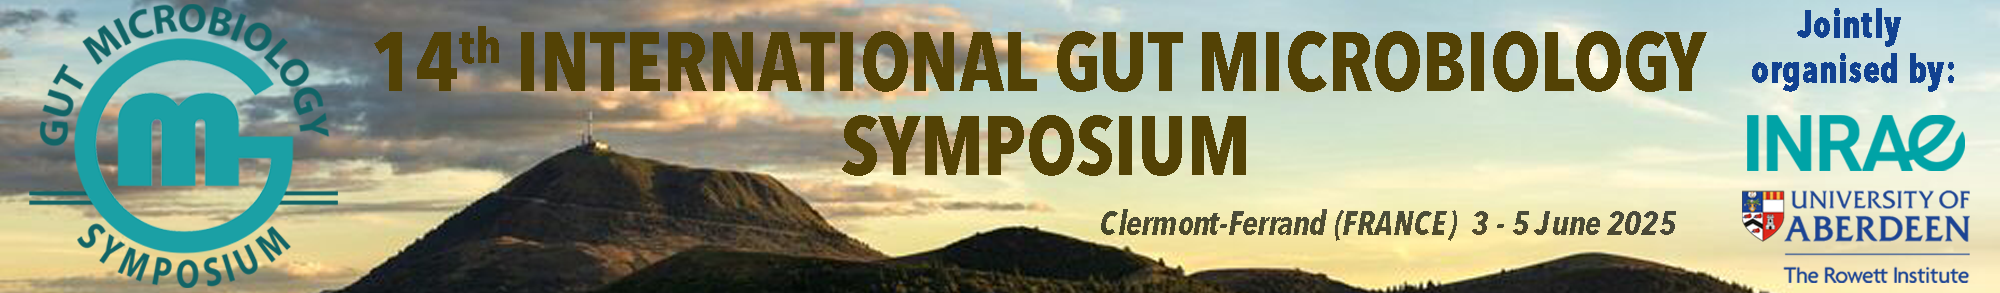 GUT MICROBIOLOGY
mG
SYMPOSIUM
14th INTERNATIONAL GUT MICROBIOLOGY
SYMPOSIUM
Clermont-Ferrand (FRANCE) 3 - 5 June 2025
Jointly
organised by:
INRAE
UNIVERSITY OF
ABERDEEN
The Rowett Institute